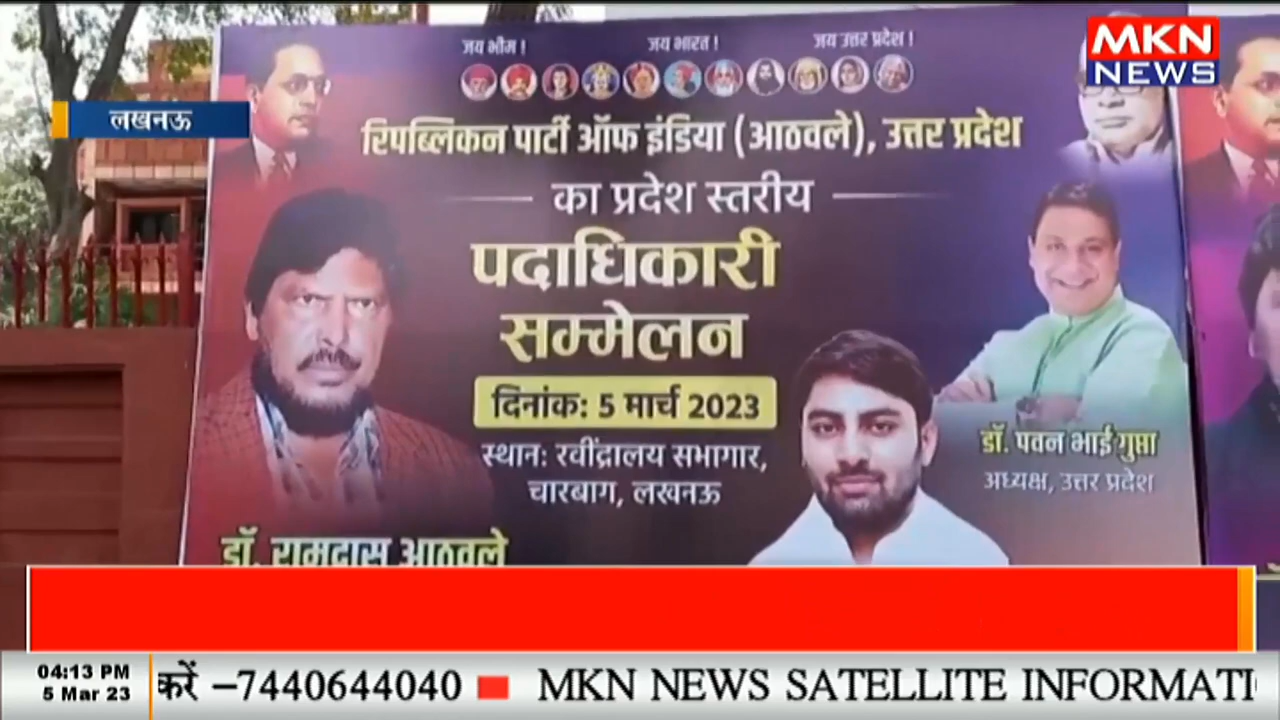 जय भीम !
जय भारत !
जय उत्तर प्रदेश !
MKN
NEWS
लखनऊ
रिपब्लिकन पार्टी ऑफ इंडिया (आठवले), उत्तर प्रदेश
का प्रदेश स्तरीय
पदाधिकारी
सम्मेलन
दिनांक: 5 मार्च 2023
स्थान: रवींद्रालय सभागार,
चारबाग, लखनऊ
डॉ. पवन भाई गुप्ता
अध्यक्ष, उत्तर प्रदेश
डॉ. रामदास आठवले
04:13 PM
5 Mar 23
करें –7440644040 MKN NEWS SATELLITE INFORMATI